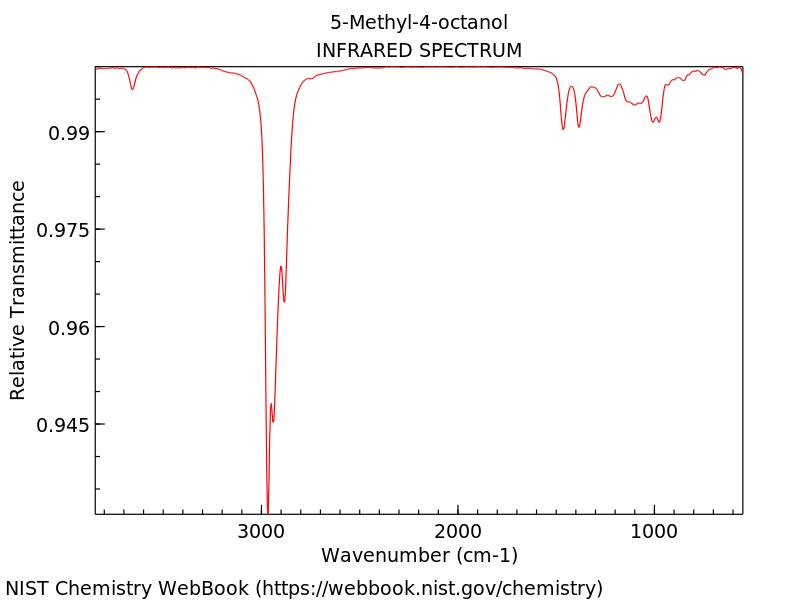 5-Methyl-4-octanol
INFRARED SPECTRUM
0.99
0.975
0.96
0.945
Relative Transmittance
3000 2000 1000
Wavenumber (cm-1)
NIST Chemistry WebBook (https://webbook.nist.gov/chemistry)